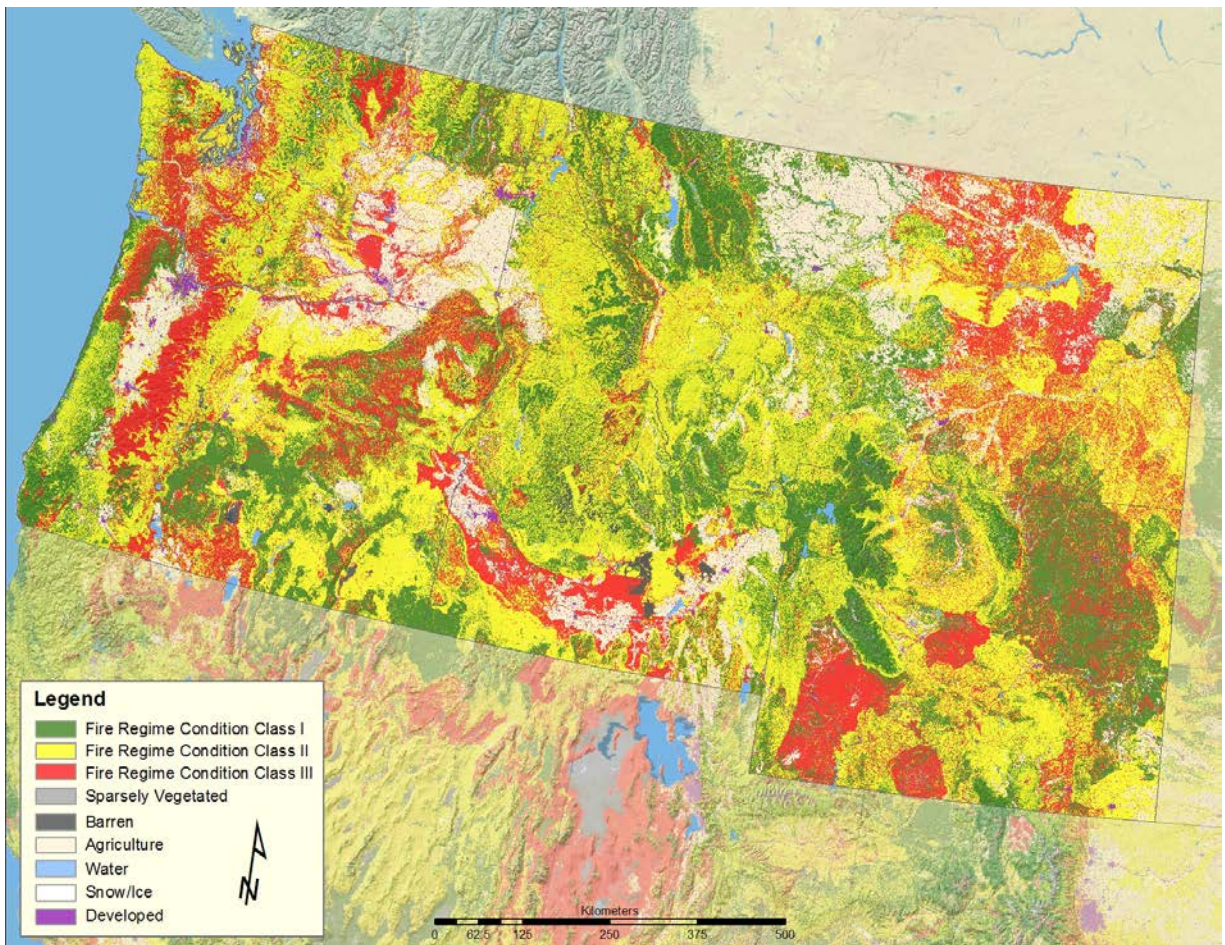 Legend
Fire Regime Condition Class I
Fire Regime Condition Class II
Fire Regime Condition Class III
Sparsely Vegetated
Barren
Agriculture
Water
Snow/Ice
Developed
N
Kilometers
0 62.5 125 250 375 500